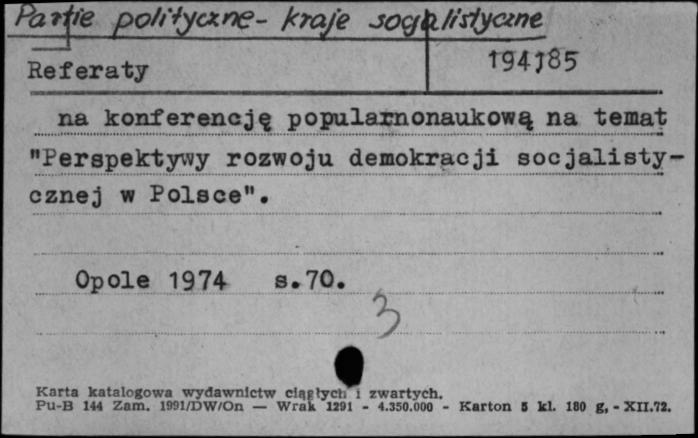 Partie polityczne - kraje socjalistyczne
Referaty
194185
na konferencję popularnonaukową na temat
"Perspektywy rozwoju demokracji socjalisty-
cznej w Polsce".
Opole 1974 s.70.
3
Karta katalogowa wydawnictw ciągłych i zwartych.
Pu-B 144 Zam. 1991/DW/On — Wrak 1291 - 4.350.000 - Karton 5 kl. 180 g, - XII.72.